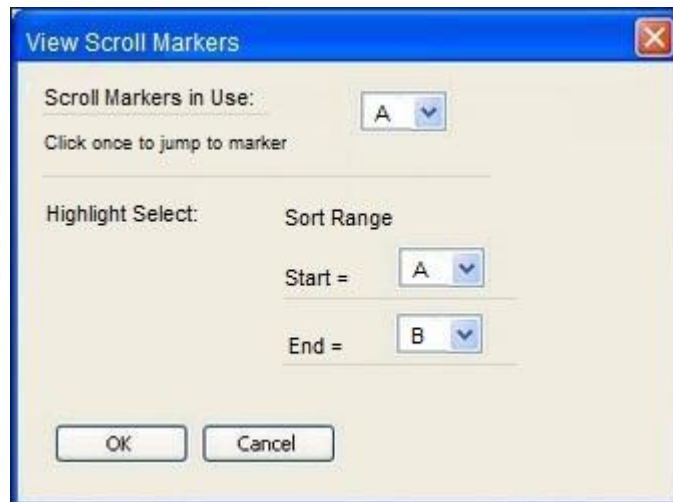 View Scroll Markers
Scroll Markers in Use:
A
Click once to jump to marker
Highlight Select:
Sort Range
Start =
A
End =
B
OK
Cancel